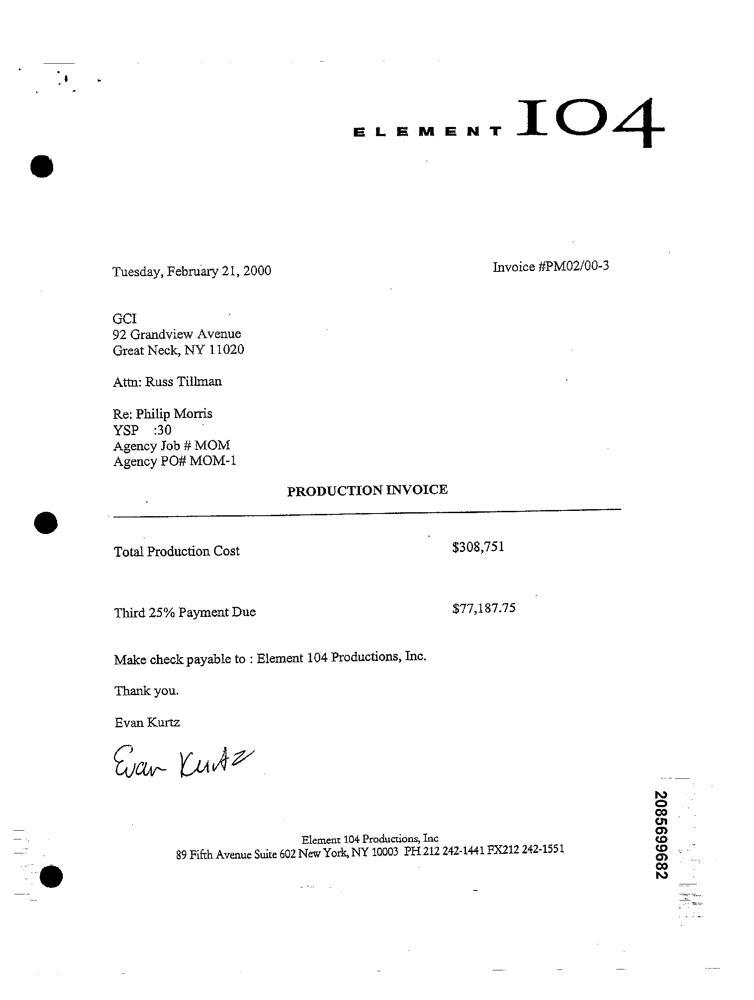 ELEMENT 104
Tuesday, February 21, 2000
Invoice #PM02/00-3
GCI
92 Grandview Avenue
Great Neck, NY 11020
Attn: Russ Tillman
Re: Philip Morris
YSP :30
Agency Job # MOM
Agency PO# MOM-1
PRODUCTION INVOICE
Total Production Cost $308,751
Third 25% Payment Due $77,187.75
Make check payable to : Element 104 Productions, Inc.
Thank you.
Evan Kurtz
Evan Kurtz
Element 104 Productions, Inc
89 Fifth Avenue Suite 602 New York, NY 10003 PH 212 242-1441 FX212 242-1551
2085699682